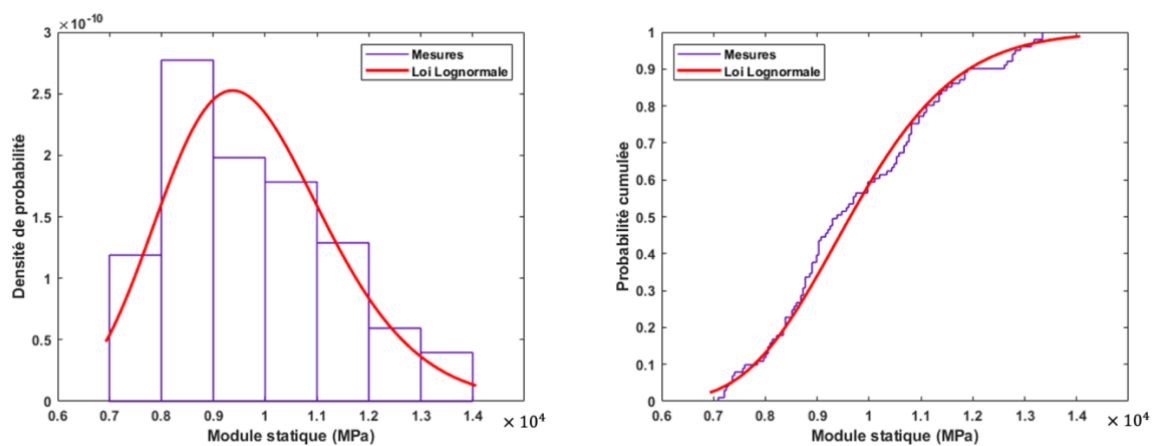 ×10⁻¹⁰
3
2.5
2
1.5
1
0.5
0
Densité de probabilité
Mesures
Loi Lognormale
0.6 0.7 0.8 0.9 1 1.1 1.2 1.3 1.4 1.5
× 10⁴
Module statique (MPa)
1
0.9
0.8
0.7
0.6
0.5
0.4
0.3
0.2
0.1
0
Probabilité cumulée
Mesures
Loi Lognormale
0.6 0.7 0.8 0.9 1 1.1 1.2 1.3 1.4 1.5
× 10⁴
Module statique (MPa)